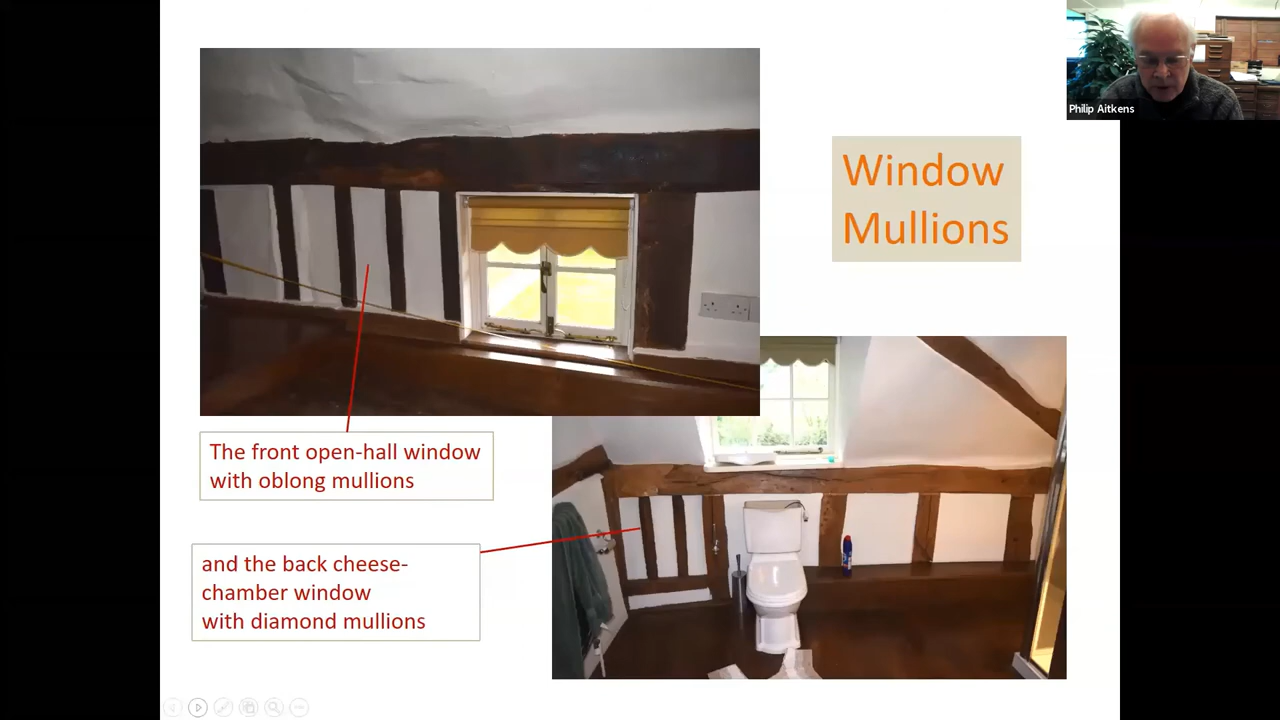 Philip Aitkens
Window
Mullions
The front open-hall window
with oblong mullions
and the back cheese-
chamber window
with diamond mullions